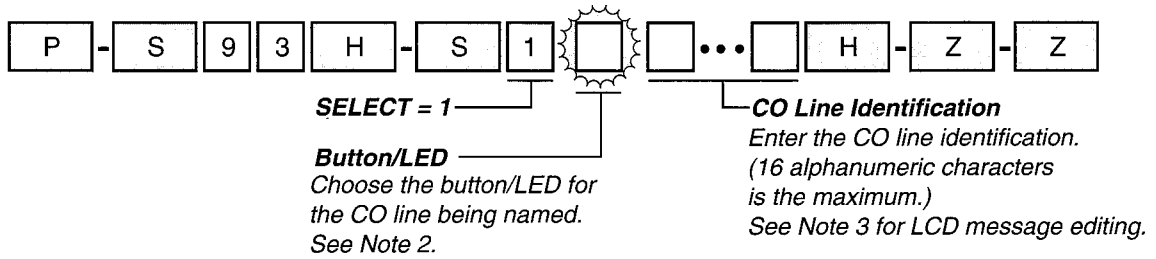 P - S 9 3 H - S 1 ••• H - Z - Z
SELECT = 1
Button/LED
Choose the button/LED for
the CO line being named.
See Note 2.
CO Line Identification
Enter the CO line identification.
(16 alphanumeric characters
is the maximum.)
See Note 3 for LCD message editing.